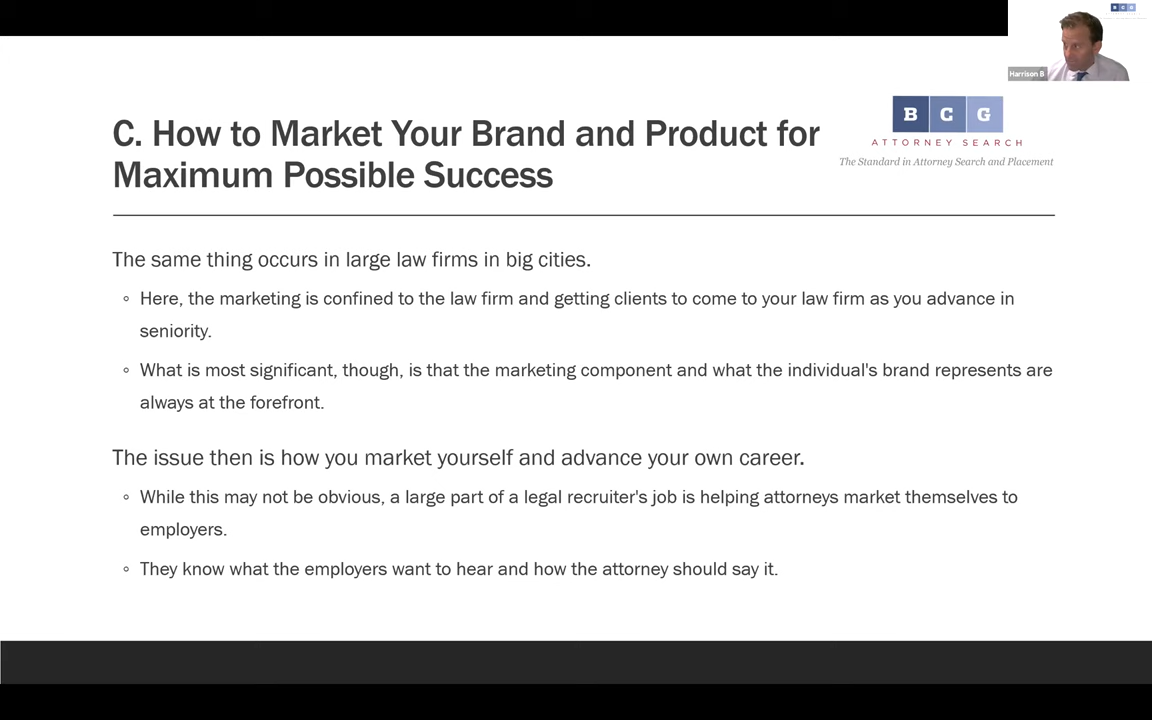 B C G
Harrison B
C. How to Market Your Brand and Product for
Maximum Possible Success
B C G
ATTORNEY SEARCH
The Standard in Attorney Search and Placement
The same thing occurs in large law firms in big cities.
◦ Here, the marketing is confined to the law firm and getting clients to come to your law firm as you advance in
seniority.
◦ What is most significant, though, is that the marketing component and what the individual's brand represents are
always at the forefront.
The issue then is how you market yourself and advance your own career.
◦ While this may not be obvious, a large part of a legal recruiter's job is helping attorneys market themselves to
employers.
◦ They know what the employers want to hear and how the attorney should say it.